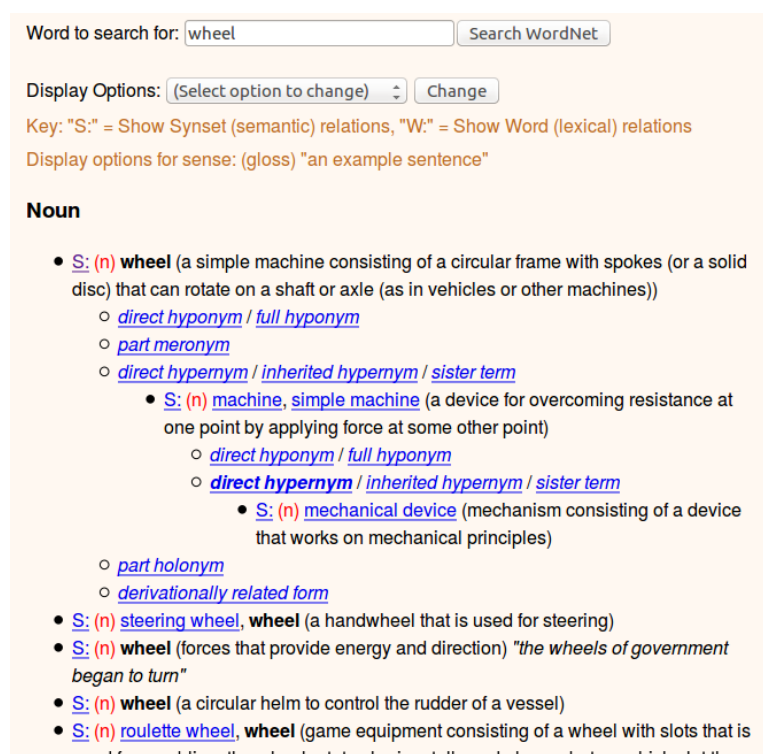 Word to search for: wheel Search WordNet
Display Options: (Select option to change) Change
Key: "S:" = Show Synset (semantic) relations, "W:" = Show Word (lexical) relations
Display options for sense: (gloss) "an example sentence"
Noun
• S: (n) wheel (a simple machine consisting of a circular frame with spokes (or a solid
disc) that can rotate on a shaft or axle (as in vehicles or other machines))
○ direct hyponym / full hyponym
○ part meronym
○ direct hypernym / inherited hypernym / sister term
• S: (n) machine, simple machine (a device for overcoming resistance at
one point by applying force at some other point)
○ direct hyponym / full hyponym
○ direct hypernym / inherited hypernym / sister term
• S: (n) mechanical device (mechanism consisting of a device
that works on mechanical principles)
○ part holonym
○ derivationally related form
• S: (n) steering wheel, wheel (a handwheel that is used for steering)
• S: (n) wheel (forces that provide energy and direction) "the wheels of government
began to turn"
• S: (n) wheel (a circular helm to control the rudder of a vessel)
• S: (n) roulette wheel, wheel (game equipment consisting of a wheel with slots that is